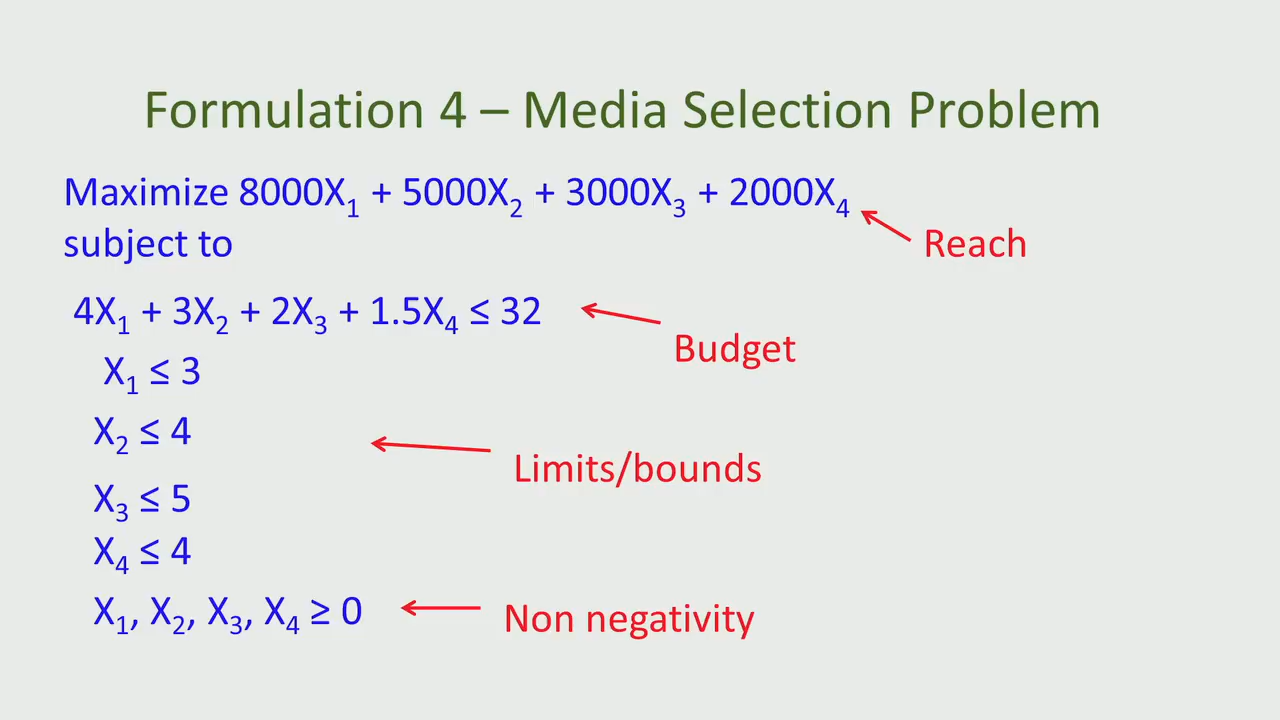 Formulation 4 – Media Selection Problem
Maximize 8000X₁ + 5000X₂ + 3000X₃ + 2000X₄
subject to
Reach
4X₁ + 3X₂ + 2X₃ + 1.5X₄ ≤ 32
Budget
X₁ ≤ 3
X₂ ≤ 4
Limits/bounds
X₃ ≤ 5
X₄ ≤ 4
X₁, X₂, X₃, X₄ ≥ 0
Non negativity